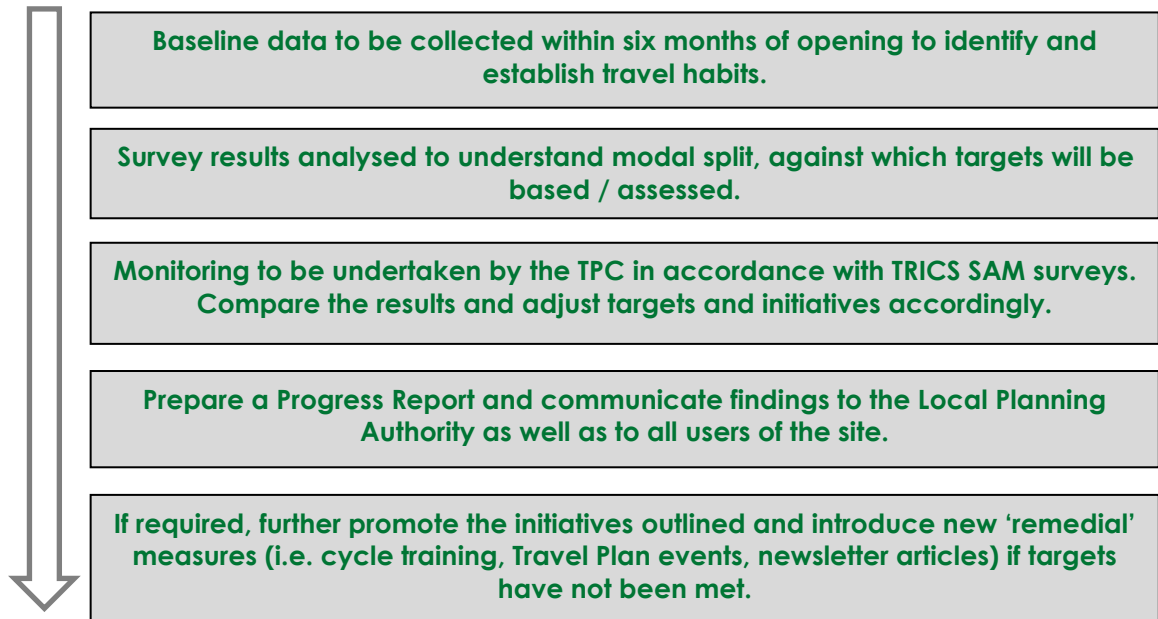 Baseline data to be collected within six months of opening to identify and
establish travel habits.
Survey results analysed to understand modal split, against which targets will be
based / assessed.
Monitoring to be undertaken by the TPC in accordance with TRICS SAM surveys.
Compare the results and adjust targets and initiatives accordingly.
Prepare a Progress Report and communicate findings to the Local Planning
Authority as well as to all users of the site.
If required, further promote the initiatives outlined and introduce new ‘remedial’
measures (i.e. cycle training, Travel Plan events, newsletter articles) if targets
have not been met.